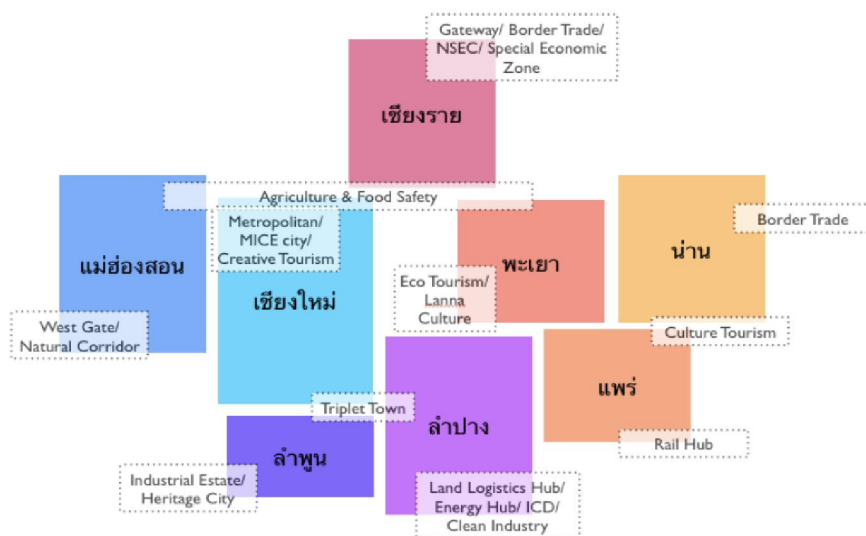 Gateway/ Border Trade/
NSEC/ Special Economic
Zone
เชียงราย
Agriculture & Food Safety
Metropolitan/
MICE city/
Creative Tourism
Border Trade
แม่ฮ่องสอน
เชียงใหม่
พะเยา
น่าน
Eco Tourism/
Lanna
Culture
West Gate/
Natural Corridor
Culture Tourism
แพร่
Triplet Town
ลำปาง
Rail Hub
ลำพูน
Industrial Estate/
Heritage City
Land Logistics Hub/
Energy Hub/ ICD/
Clean Industry